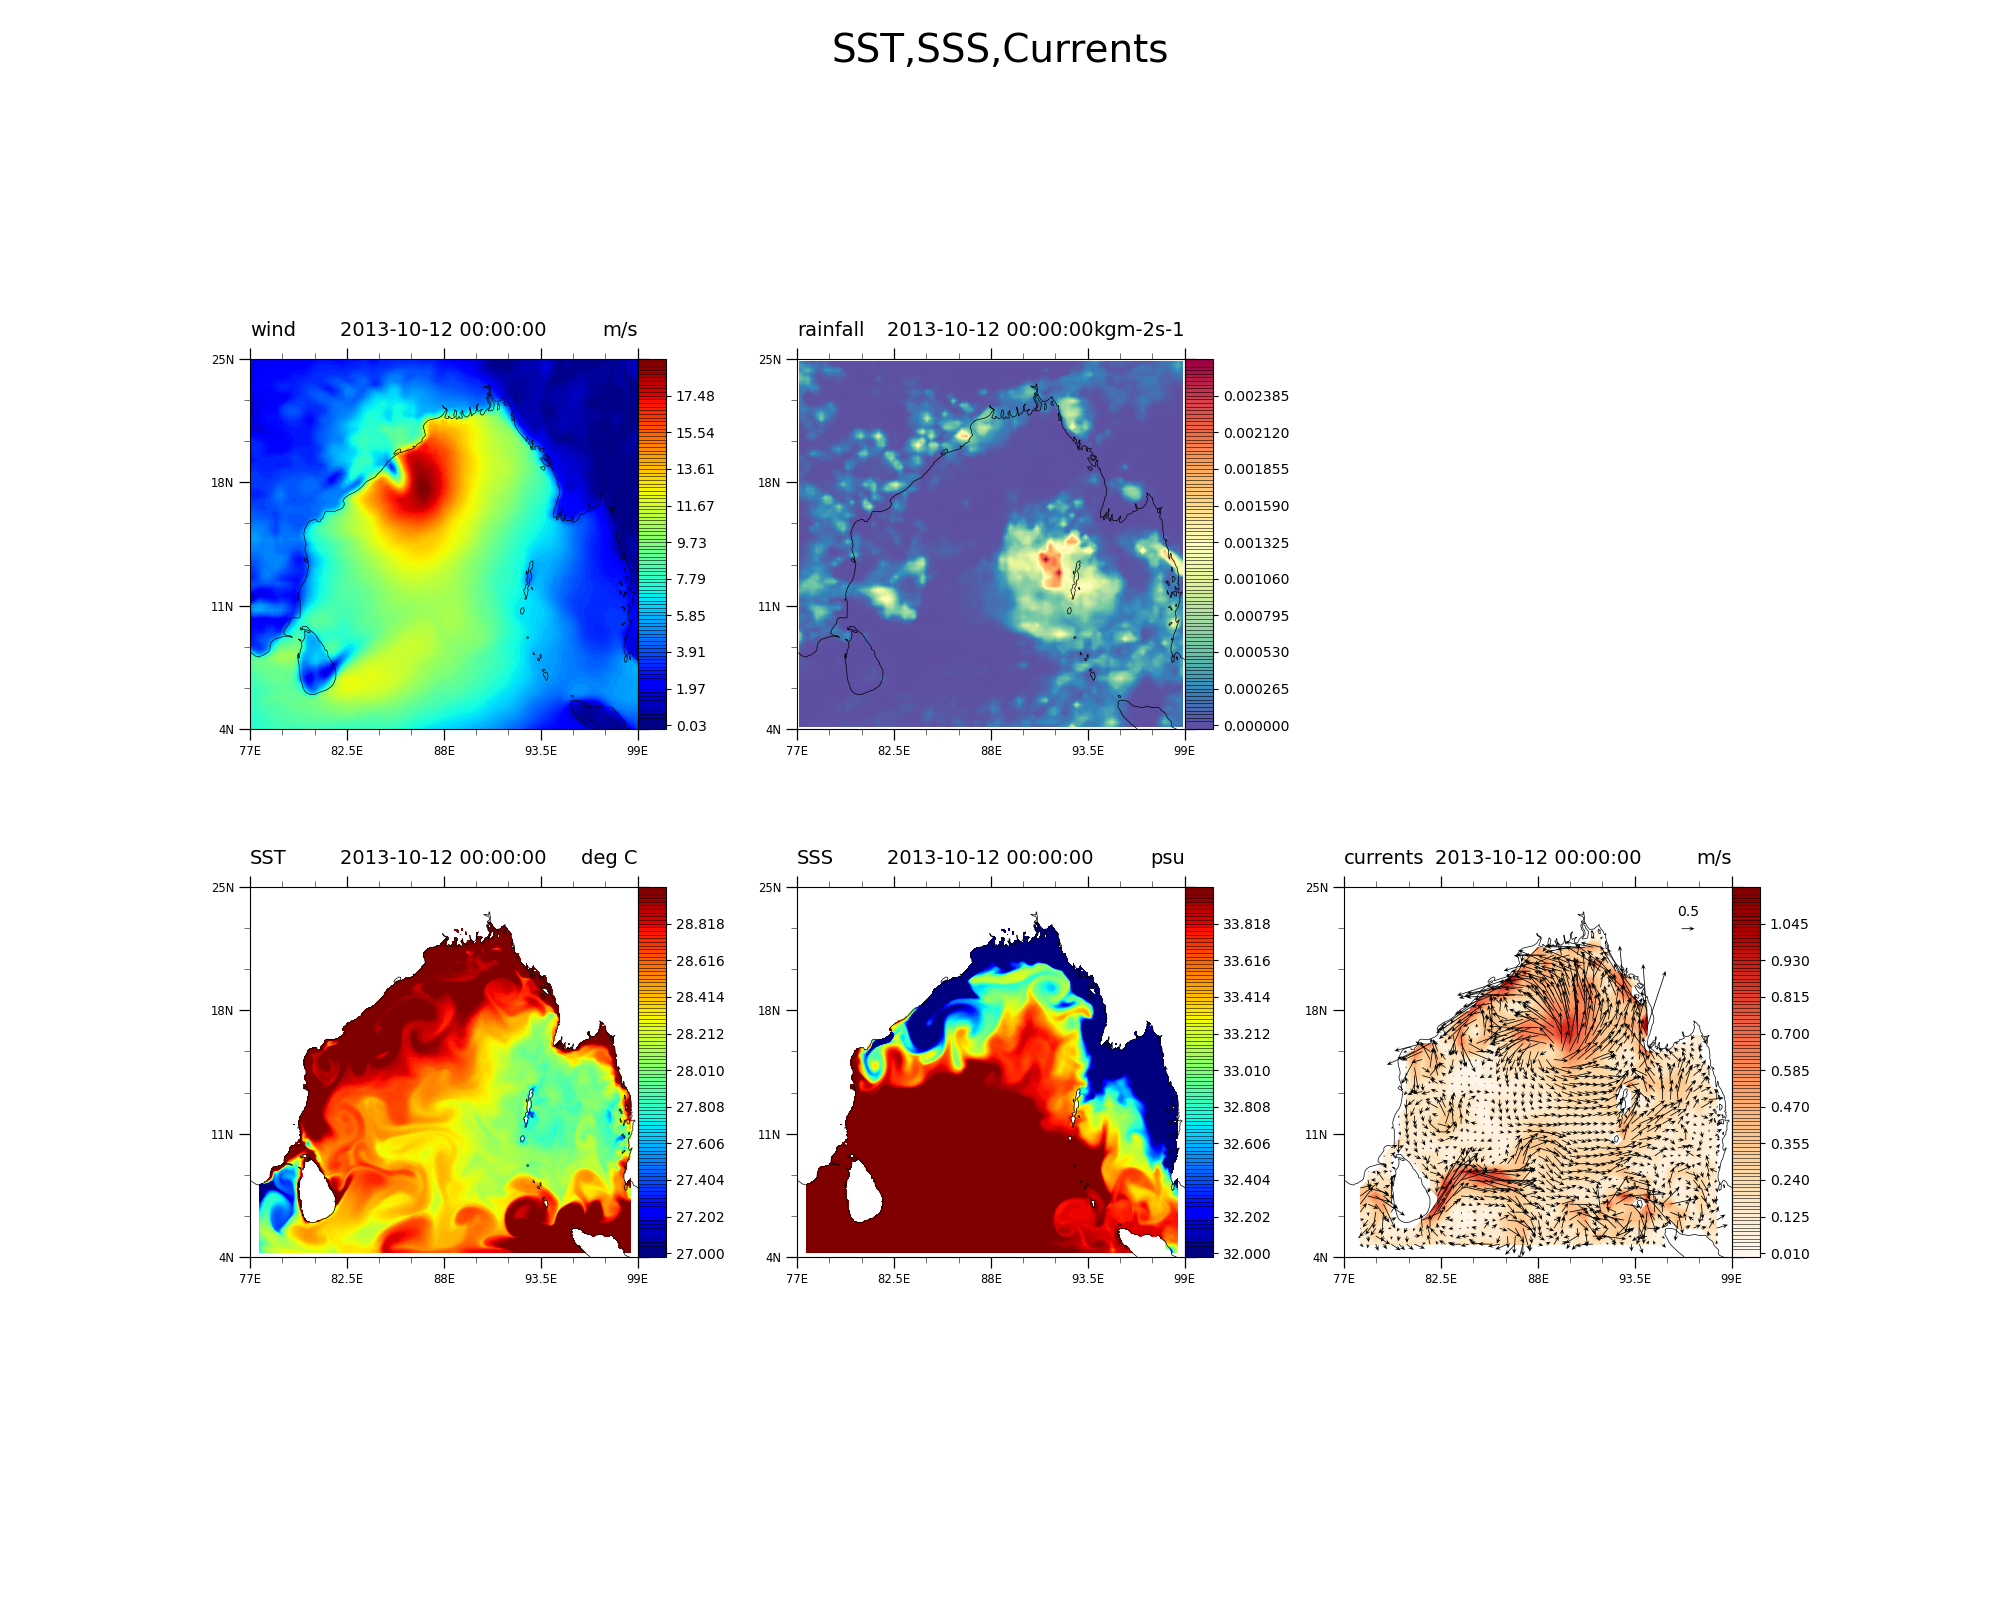 SST,SSS,Currents
wind 2013-10-12 00:00:00 m/s
25N
18N
11N
4N
77E 82.5E 88E 93.5E 99E
17.48
15.54
13.61
11.67
9.73
7.79
5.85
3.91
1.97
0.03
rainfall 2013-10-12 00:00:00kgm-2s-1
25N
18N
11N
4N
77E 82.5E 88E 93.5E 99E
0.002385
0.002120
0.001855
0.001590
0.001325
0.001060
0.000795
0.000530
0.000265
0.000000
SST 2013-10-12 00:00:00 deg C
25N
18N
11N
4N
77E 82.5E 88E 93.5E 99E
28.818
28.616
28.414
28.212
28.010
27.808
27.606
27.404
27.202
27.000
SSS 2013-10-12 00:00:00 psu
25N
18N
11N
4N
77E 82.5E 88E 93.5E 99E
33.818
33.616
33.414
33.212
33.010
32.808
32.606
32.404
32.202
32.000
currents 2013-10-12 00:00:00 m/s
0.5
25N
18N
11N
4N
77E 82.5E 88E 93.5E 99E
1.045
0.930
0.815
0.700
0.585
0.470
0.355
0.240
0.125
0.010